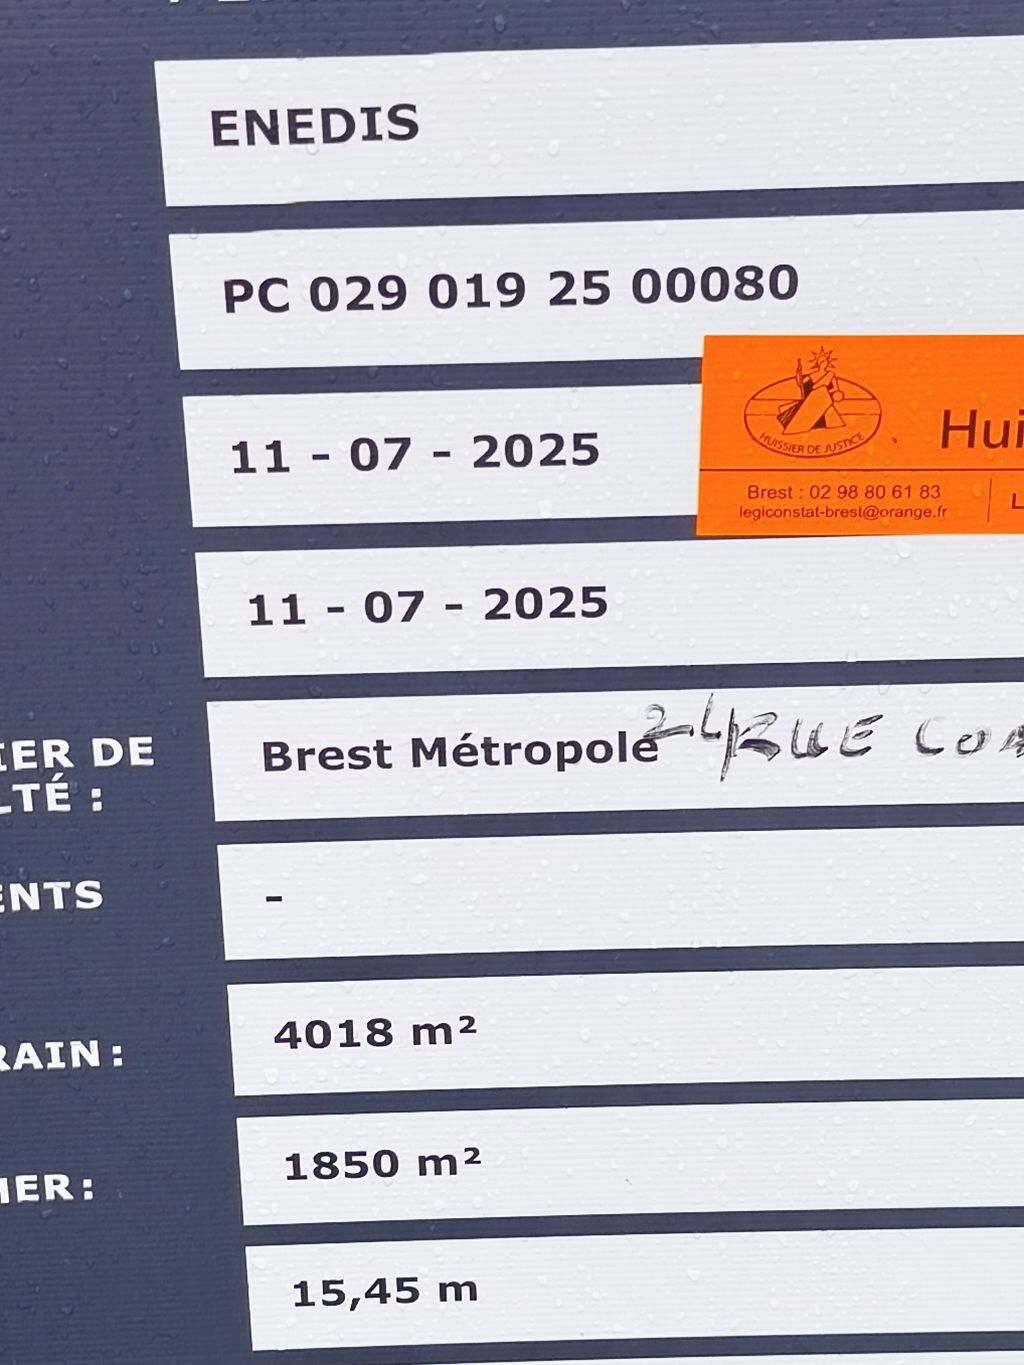 ENEDIS
PC 029 019 25 00080
HUISSIER DE JUSTICE
Hui
11 - 07 - 2025
Brest : 02 98 80 61 83
legiconstat-brest@orange.fr
L
11 - 07 - 2025
IER DE
LTÉ :
Brest Métropole 24 RUE COA
ENTS
-
RAIN :
4018 m²
IER :
1850 m²
15,45 m